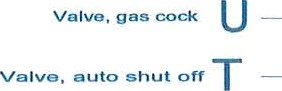 Valve, gas cock U
Valve, auto shut off T